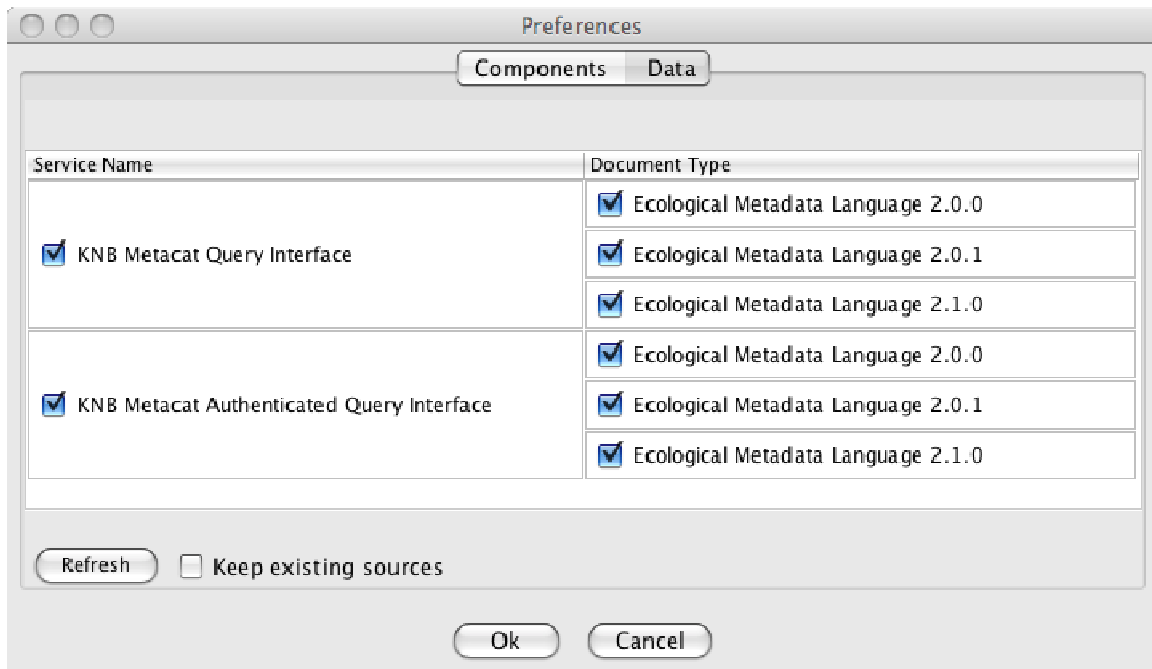 Preferences
Components Data
Service Name Document Type
KNB Metacat Query Interface
Ecological Metadata Language 2.0.0
Ecological Metadata Language 2.0.1
Ecological Metadata Language 2.1.0
KNB Metacat Authenticated Query Interface
Ecological Metadata Language 2.0.0
Ecological Metadata Language 2.0.1
Ecological Metadata Language 2.1.0
Refresh Keep existing sources
Ok Cancel